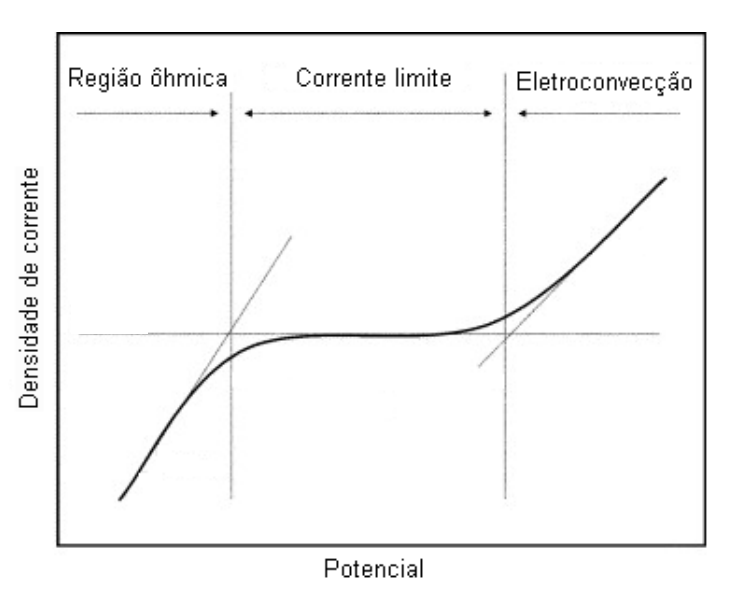 Região ôhmica
Corrente limite
Eletroconvecção
Densidade de corrente
Potencial